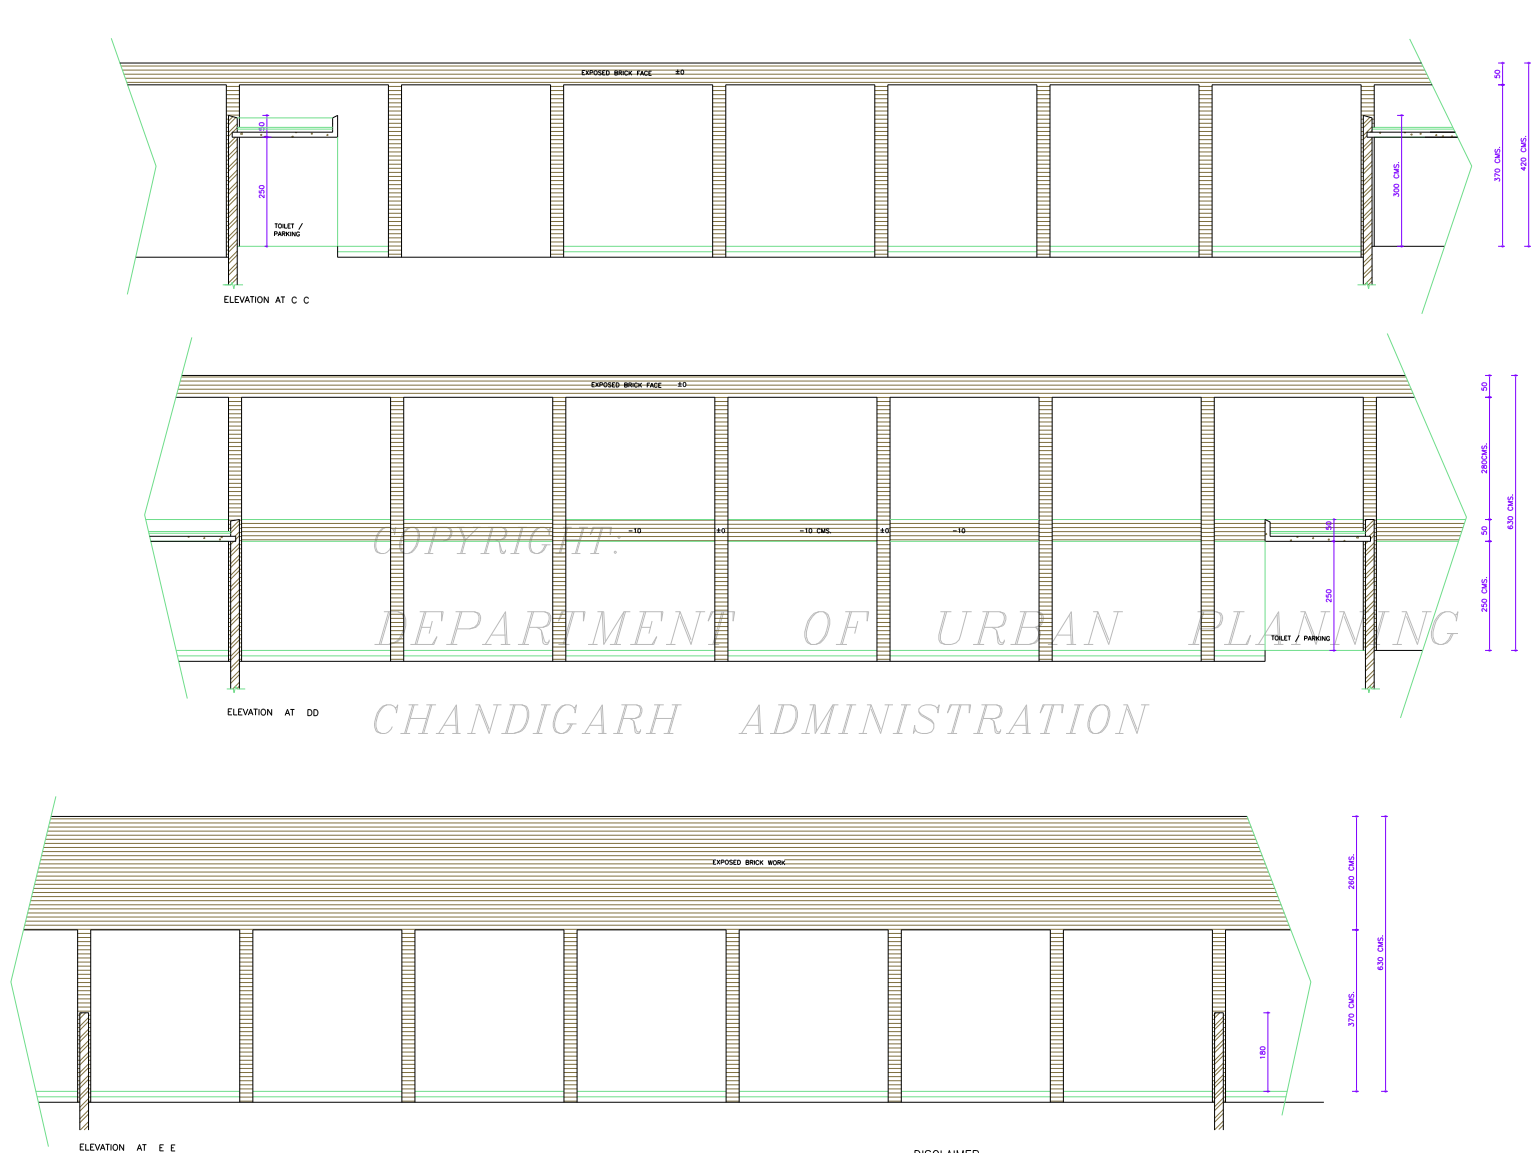 EXPOSED BRICK FACE ±0
50
50
250
TOILET /
PARKING
300 CMS.
370 CMS.
420 CMS.
ELEVATION AT C C
EXPOSED BRICK FACE ±0
50
280CMS.
630 CMS.
-10 ±0 -10 CMS. ±0 -10
50
50
250
250 CMS.
TOILET / PARKING
COPYRIGHT:
DEPARTMENT OF URBAN PLANNING
ELEVATION AT DD
CHANDIGARH ADMINISTRATION
EXPOSED BRICK WORK
260 CMS.
630 CMS.
370 CMS.
180
ELEVATION AT E E
DISCLAIMER